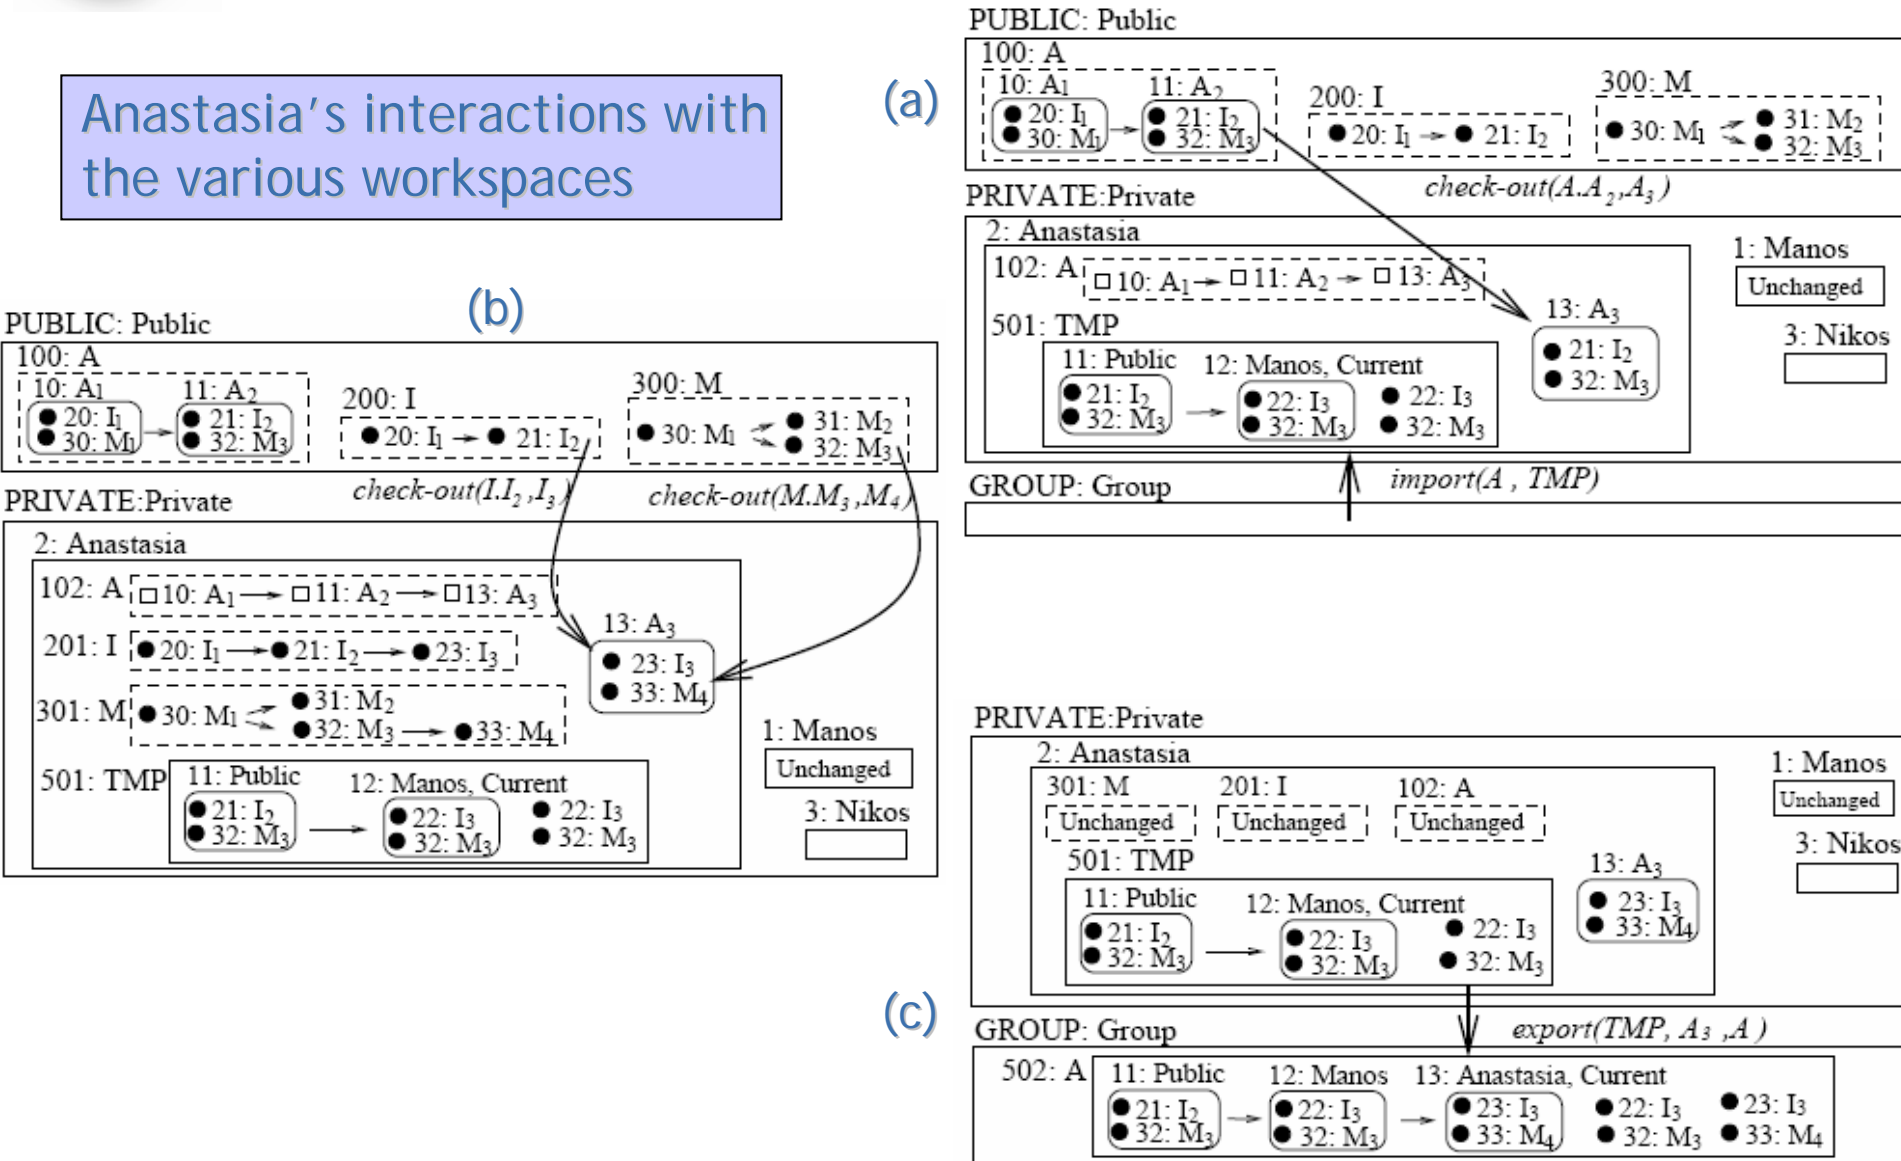 Anastasia's interactions with
the various workspaces
(a)
PUBLIC: Public
100: A
10: A1 11: A2
20: I1 21: I2
30: M1 32: M3
200: I
20: I1 21: I2
300: M
30: M1 31: M2
32: M3
check-out(A.A2,A3)
PRIVATE:Private
2: Anastasia
102: A 10: A1 11: A2 13: A3
501: TMP
11: Public 12: Manos, Current
21: I2 22: I3 22: I3
32: M3 32: M3 32: M3
13: A3
21: I2
32: M3
1: Manos
Unchanged
3: Nikos
GROUP: Group
import(A , TMP)
(b)
PUBLIC: Public
100: A
10: A1 11: A2
20: I1 21: I2
30: M1 32: M3
200: I
20: I1 21: I2
300: M
30: M1 31: M2
32: M3
check-out(I.I2,I3) check-out(M.M3,M4)
PRIVATE:Private
2: Anastasia
102: A 10: A1 11: A2 13: A3
201: I 20: I1 21: I2 23: I3
301: M 30: M1 31: M2
32: M3 33: M4
501: TMP 11: Public 12: Manos, Current
21: I2 22: I3 22: I3
32: M3 32: M3 32: M3
13: A3
23: I3
33: M4
1: Manos
Unchanged
3: Nikos
(c)
PRIVATE:Private
2: Anastasia
301: M 201: I 102: A
Unchanged Unchanged Unchanged
501: TMP
11: Public 12: Manos, Current
21: I2 22: I3 22: I3
32: M3 32: M3 32: M3
13: A3
23: I3
33: M4
1: Manos
Unchanged
3: Nikos
GROUP: Group
export(TMP, A3 ,A )
502: A 11: Public 12: Manos 13: Anastasia, Current
21: I2 22: I3 23: I3 22: I3 23: I3
32: M3 32: M3 33: M4 32: M3 33: M4